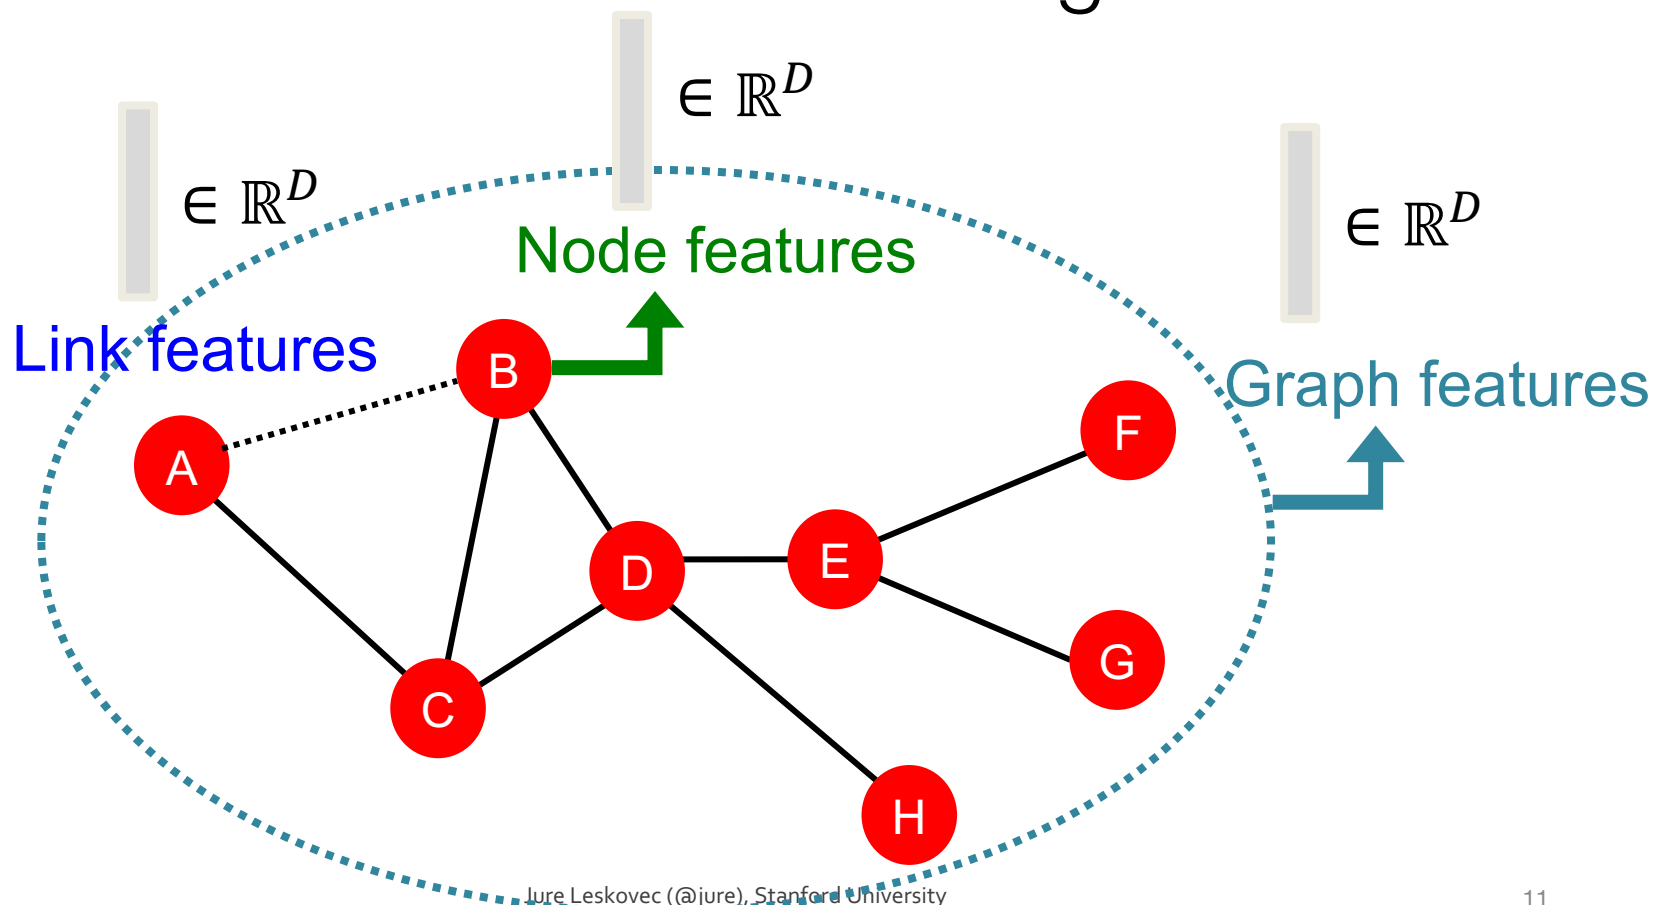 ∈ ℝ^D
∈ ℝ^D
∈ ℝ^D
Node features
Link features
Graph features
B
A
F
D
E
C
G
H
Jure Leskovec (@jure), Stanford University
11